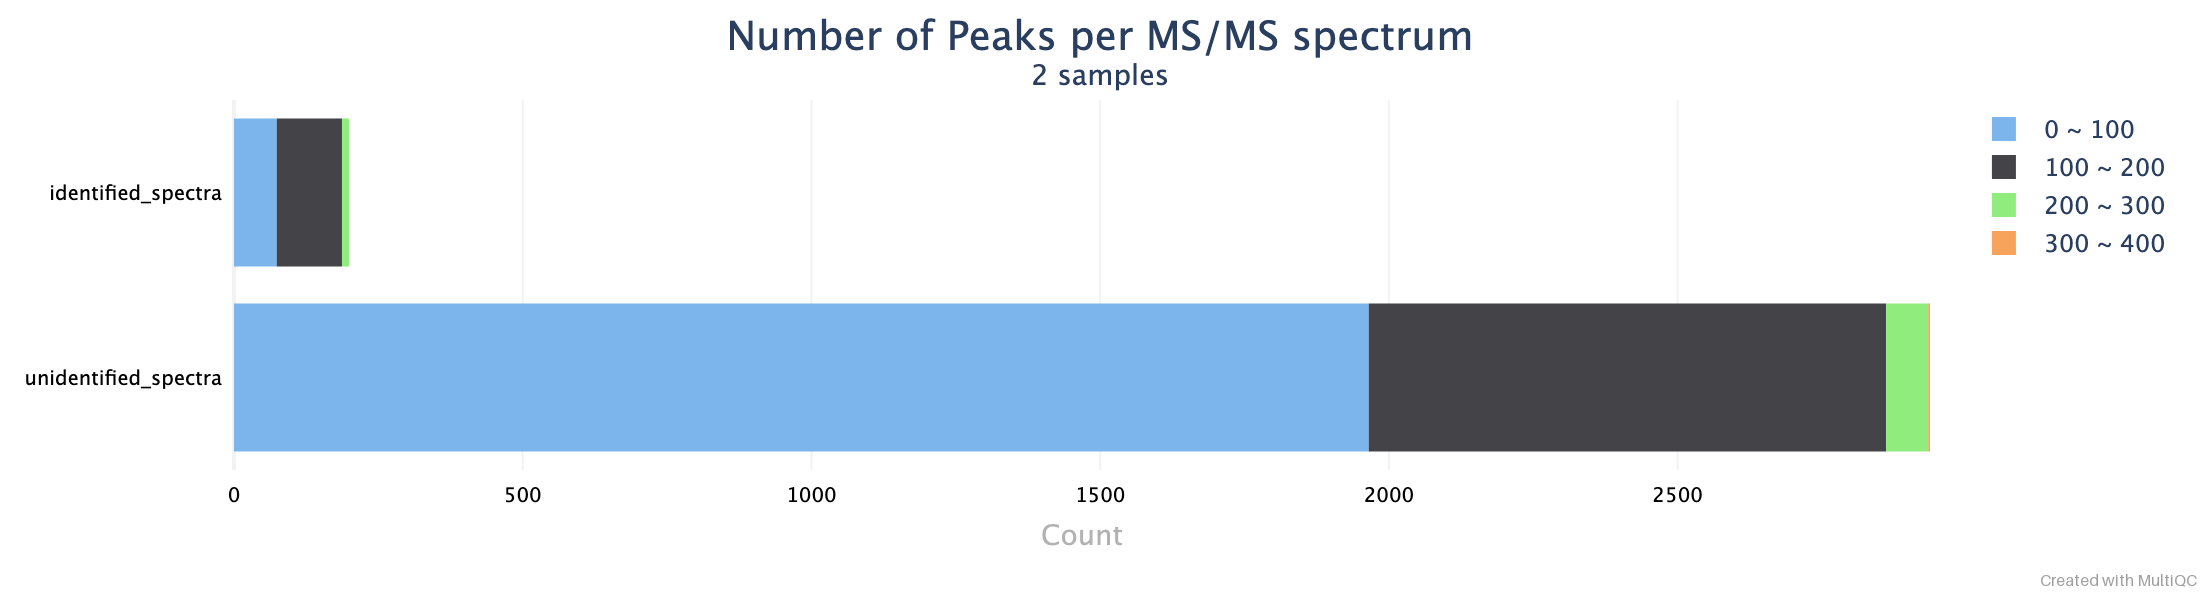 Number of Peaks per MS/MS spectrum
2 samples
identified_spectra
unidentified_spectra
0 500 1000 1500 2000 2500
Count
0 ~ 100
100 ~ 200
200 ~ 300
300 ~ 400
Created with MultiQC